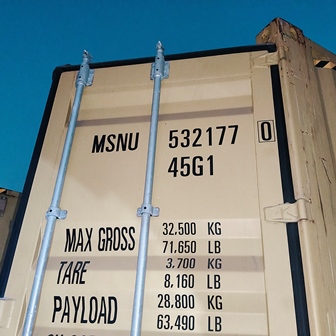 MSNU 532177 0
45G1
MAX GROSS 32.500 KG
71.650 LB
TARE 3.700 KG
8.160 LB
PAYLOAD 28.800 KG
63.490 LB